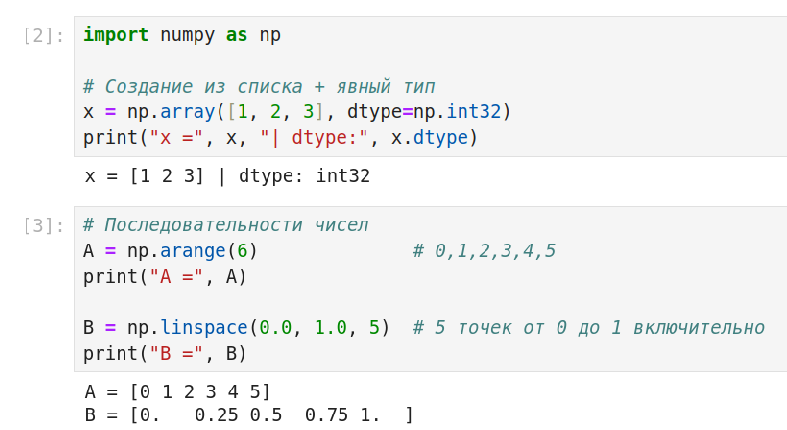 [2]:
import numpy as np
# Создание из списка + явный тип
x = np.array([1, 2, 3], dtype=np.int32)
print("x =", x, "| dtype:", x.dtype)
x = [1 2 3] | dtype: int32
[3]:
# Последовательности чисел
A = np.arange(6)              # 0,1,2,3,4,5
print("A =", A)
B = np.linspace(0.0, 1.0, 5)  # 5 точек от 0 до 1 включительно
print("B =", B)
A = [0 1 2 3 4 5]
B = [0.   0.25 0.5  0.75 1.  ]